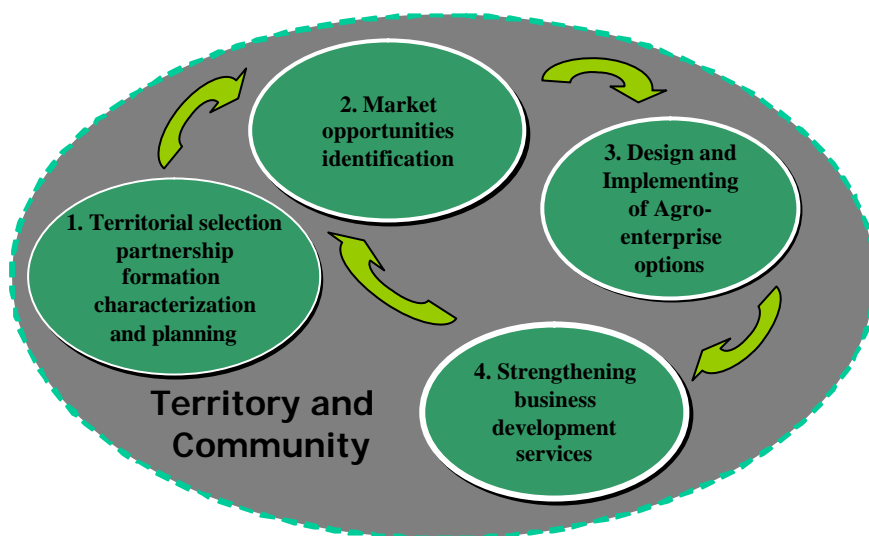 1. Territorial selection
partnership
formation
characterization
and planning
2. Market
opportunities
identification
3. Design and
Implementing
of Agro-
enterprise
options
4. Strengthening
business
development
services
Territory and
Community